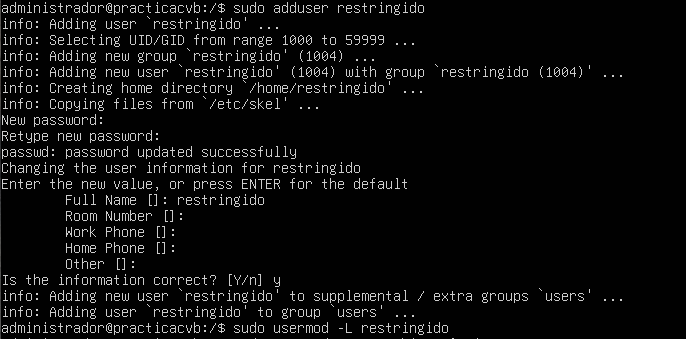 administrador@practicacvb:/$ sudo adduser restringido
info: Adding user `restringido' ...
info: Selecting UID/GID from range 1000 to 59999 ...
info: Adding new group `restringido' (1004) ...
info: Adding new user `restringido' (1004) with group `restringido (1004)' ...
info: Creating home directory `/home/restringido' ...
info: Copying files from `/etc/skel' ...
New password:
Retype new password:
passwd: password updated successfully
Changing the user information for restringido
Enter the new value, or press ENTER for the default
Full Name []: restringido
Room Number []:
Work Phone []:
Home Phone []:
Other []:
Is the information correct? [Y/n] y
info: Adding new user `restringido' to supplemental / extra groups `users' ...
info: Adding user `restringido' to group `users' ...
administrador@practicacvb:/$ sudo usermod -L restringido